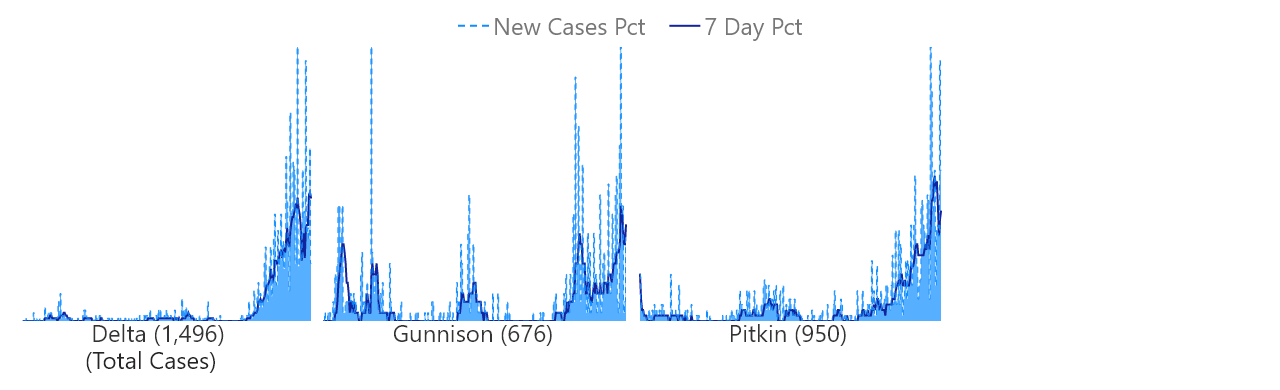 New Cases Pct 7 Day Pct
Delta (1,496) Gunnison (676) Pitkin (950)
(Total Cases)